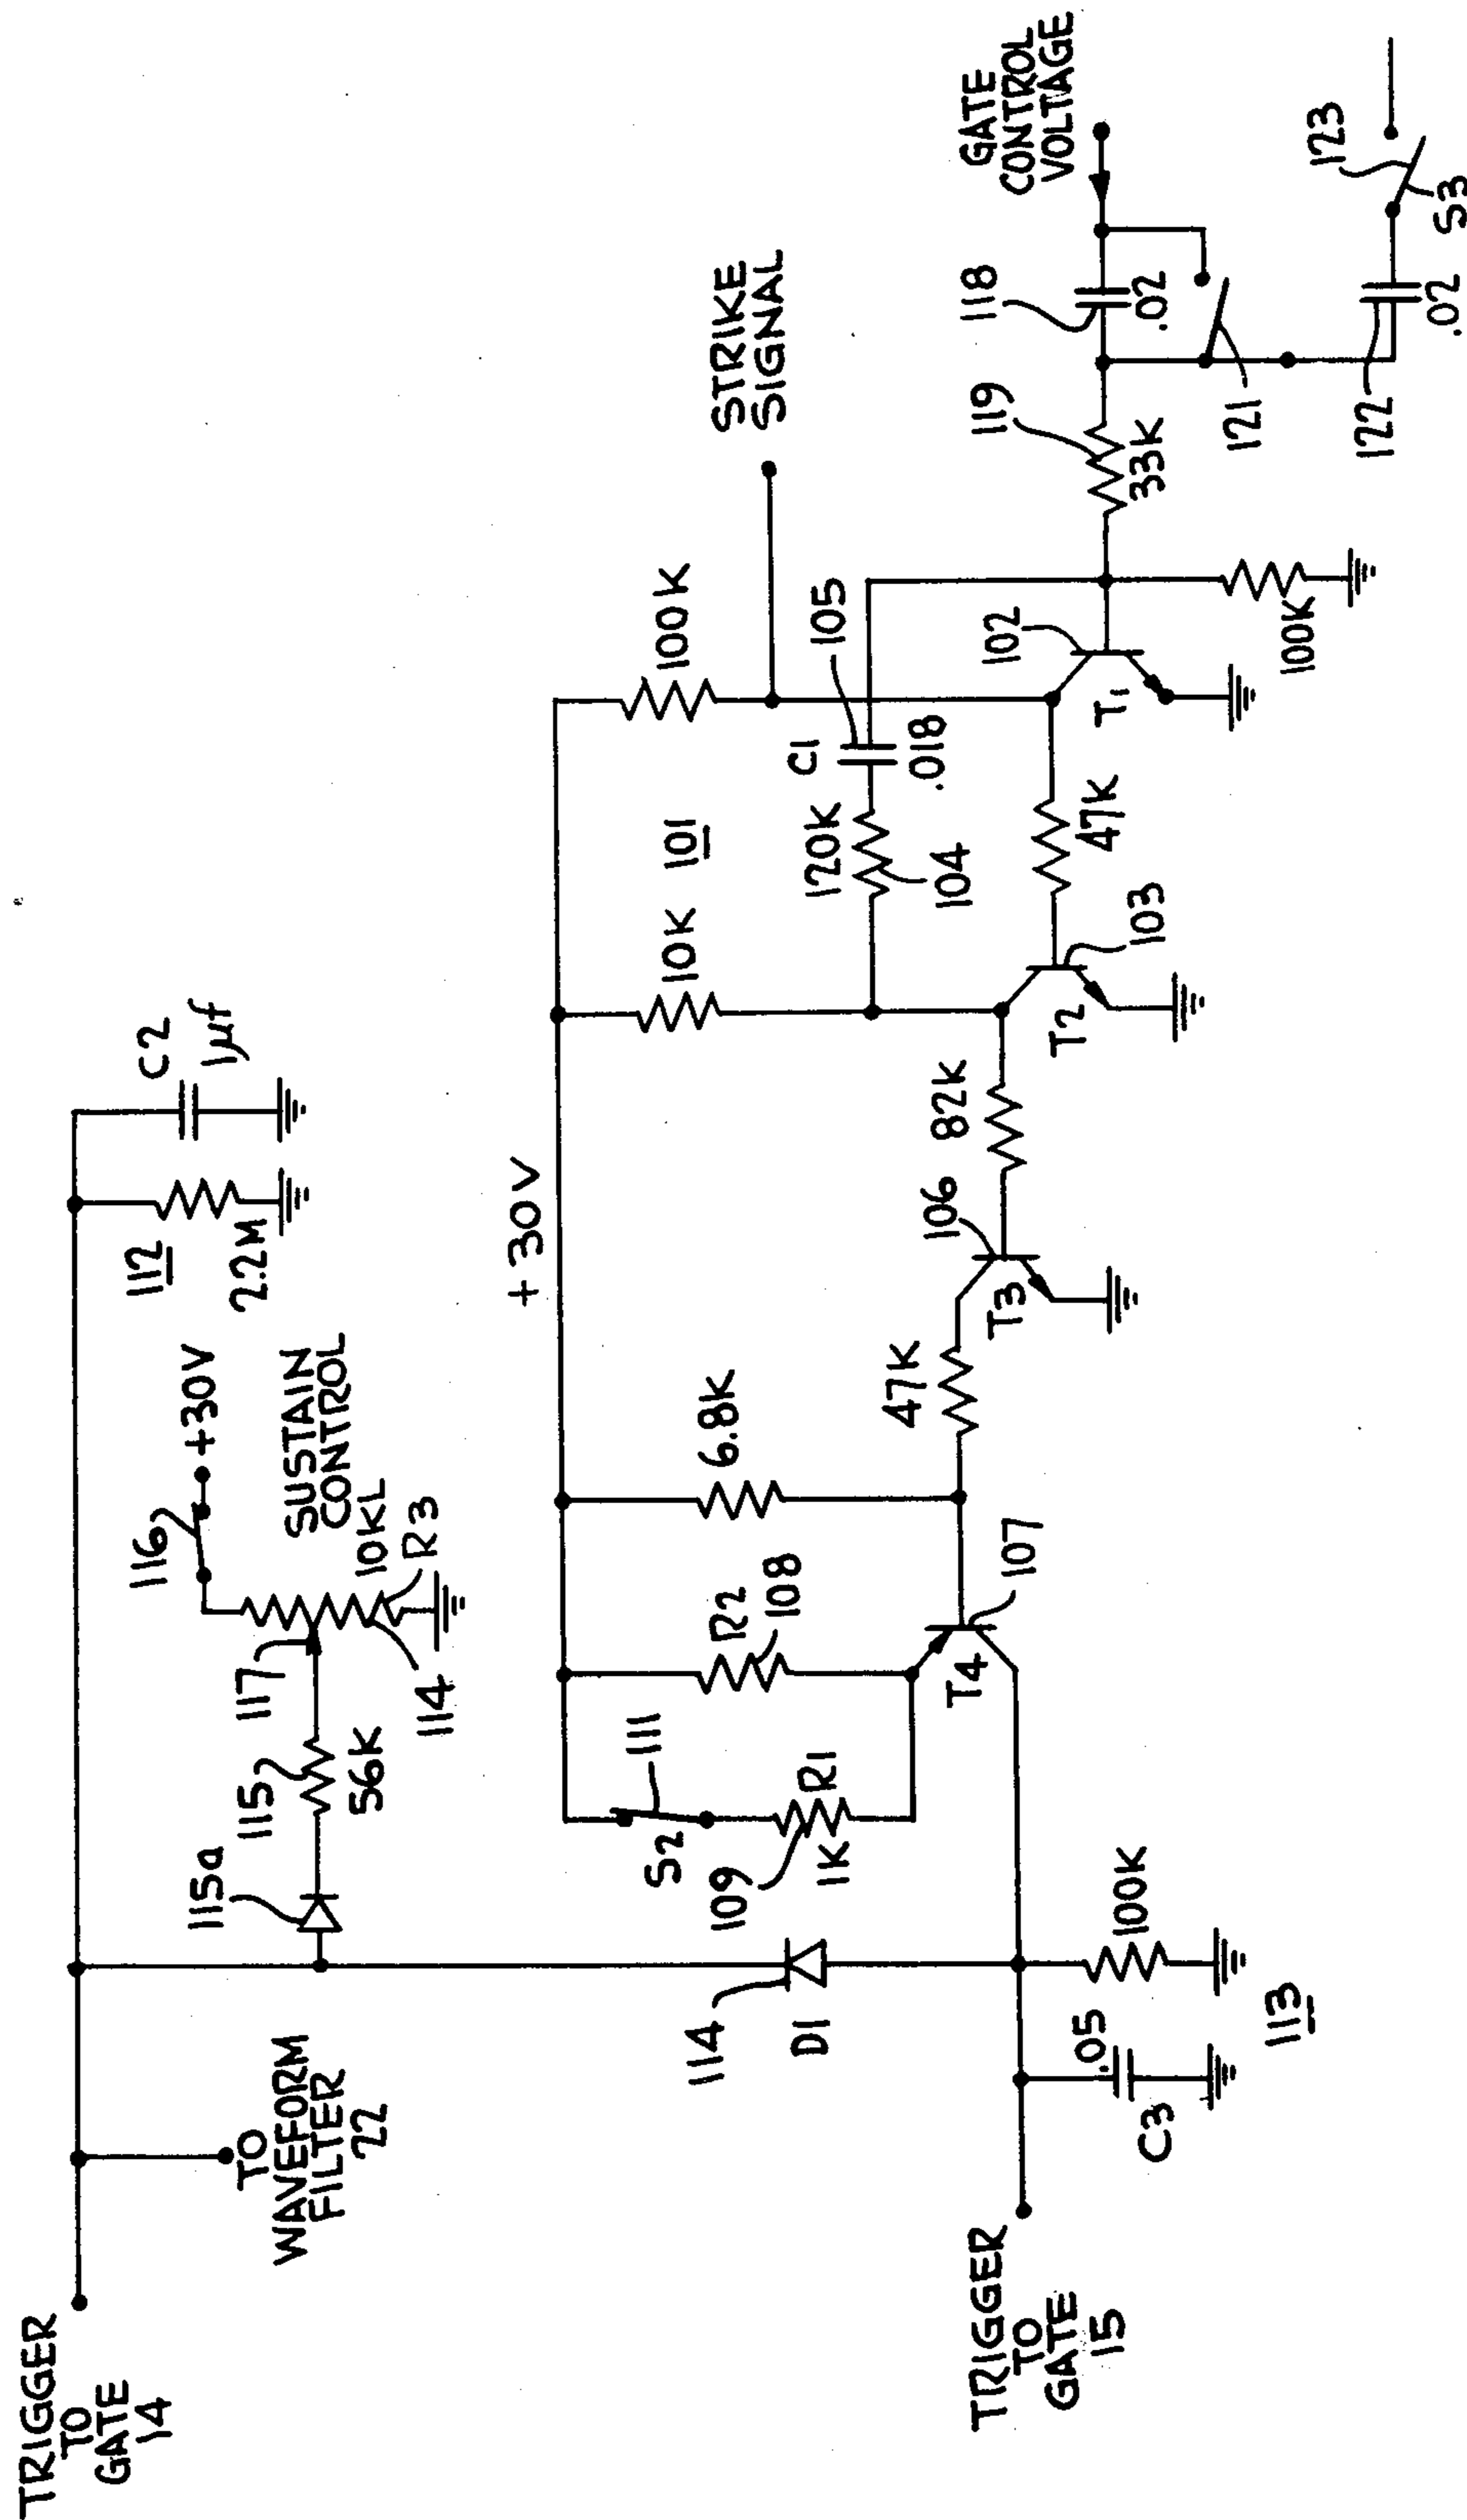 TRIGGER
TO
GATE
14
TO
WAVEFORM
FILTER
22
115a
115
56K
117
114
116
+30V
SUSTAIN
CONTROL
10KL
R3
112
2.2M
C2
1µf
+30V
114
D1
S2
111
109
R1
1K
R2
108
6.8K
T4
107
47K
106
T3
82K
10K
101
120K
104
C1
.018
105
100K
STRIKE
SIGNAL
T2
103
47K
T1
102
100K
119
33K
118
.02
GATE
CONTROL
VOLTAGE
121
122
.02
123
S3
TRIGGER
TO
GATE
15
C3
.05
100K
113